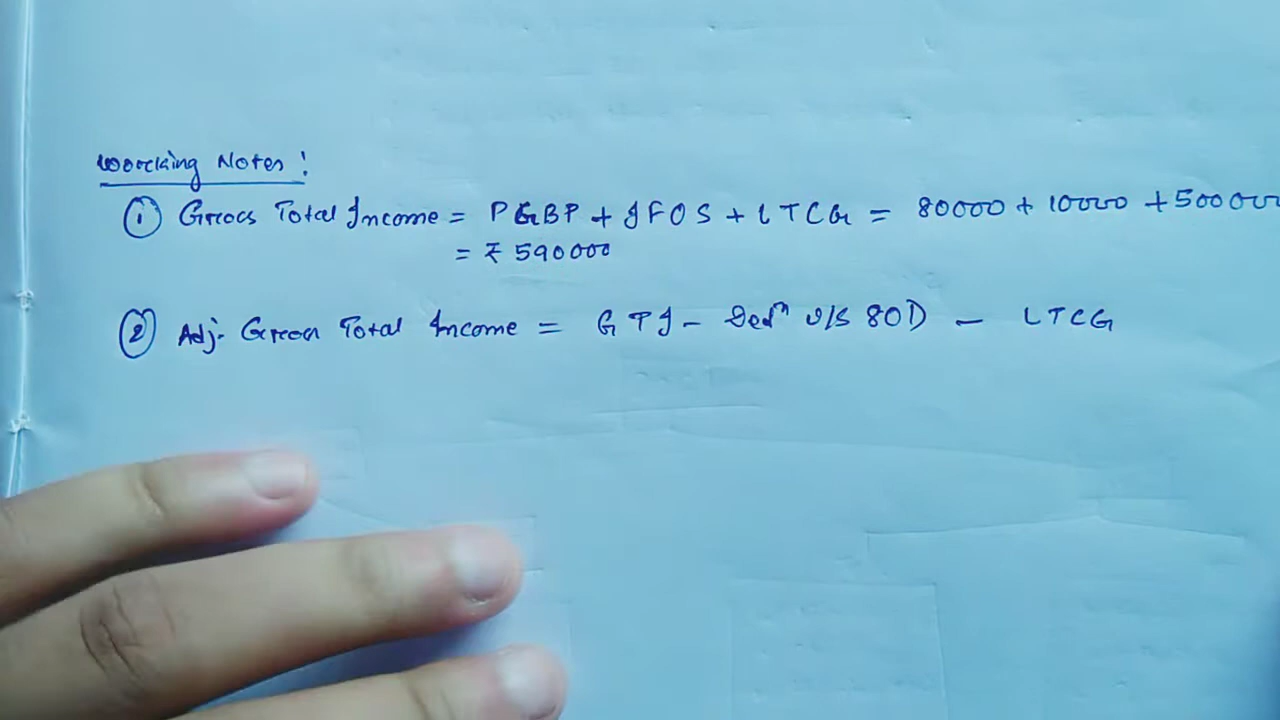 Working Notes:
① Gross Total Income = PGBP + IFOS + LTCG = 80000 + 10000 + 500000
= ₹ 590000
② Adj. Gross Total Income = GTI - Dedⁿ U/S 80D - LTCG